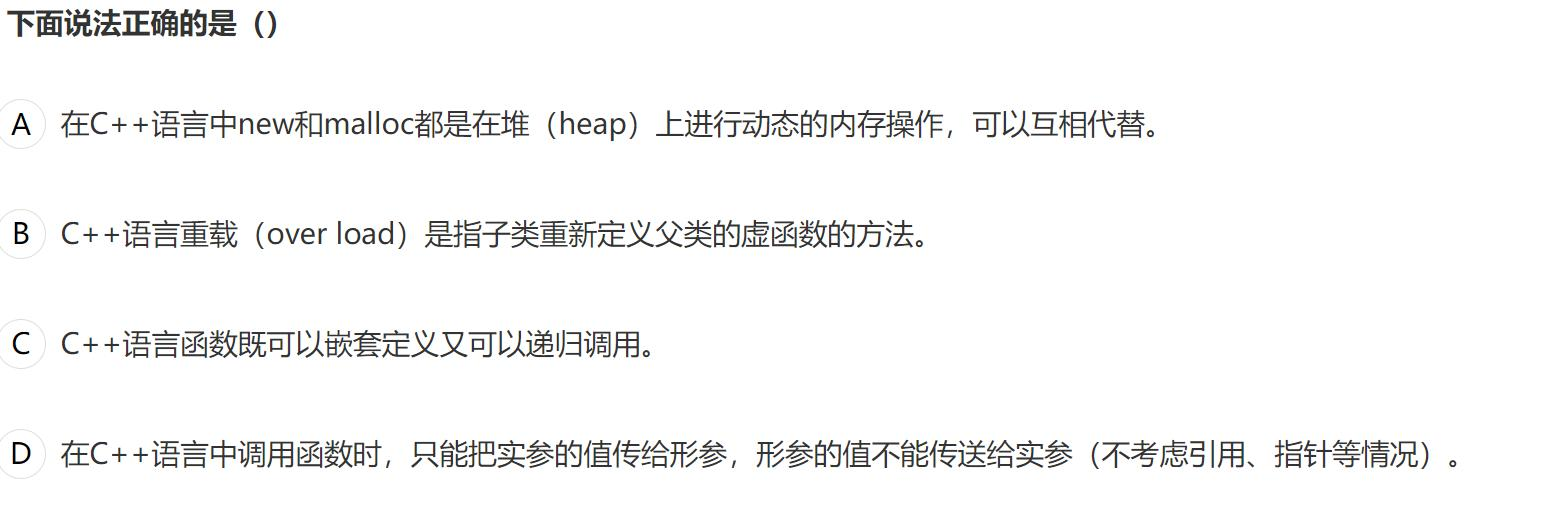 下面说法正确的是（）
A 在C++语言中new和malloc都是在堆（heap）上进行动态的内存操作，可以互相代替。
B C++语言重载（over load）是指子类重新定义父类的虚函数的方法。
C C++语言函数既可以嵌套定义又可以递归调用。
D 在C++语言中调用函数时，只能把实参的值传给形参，形参的值不能传送给实参（不考虑引用、指针等情况）。